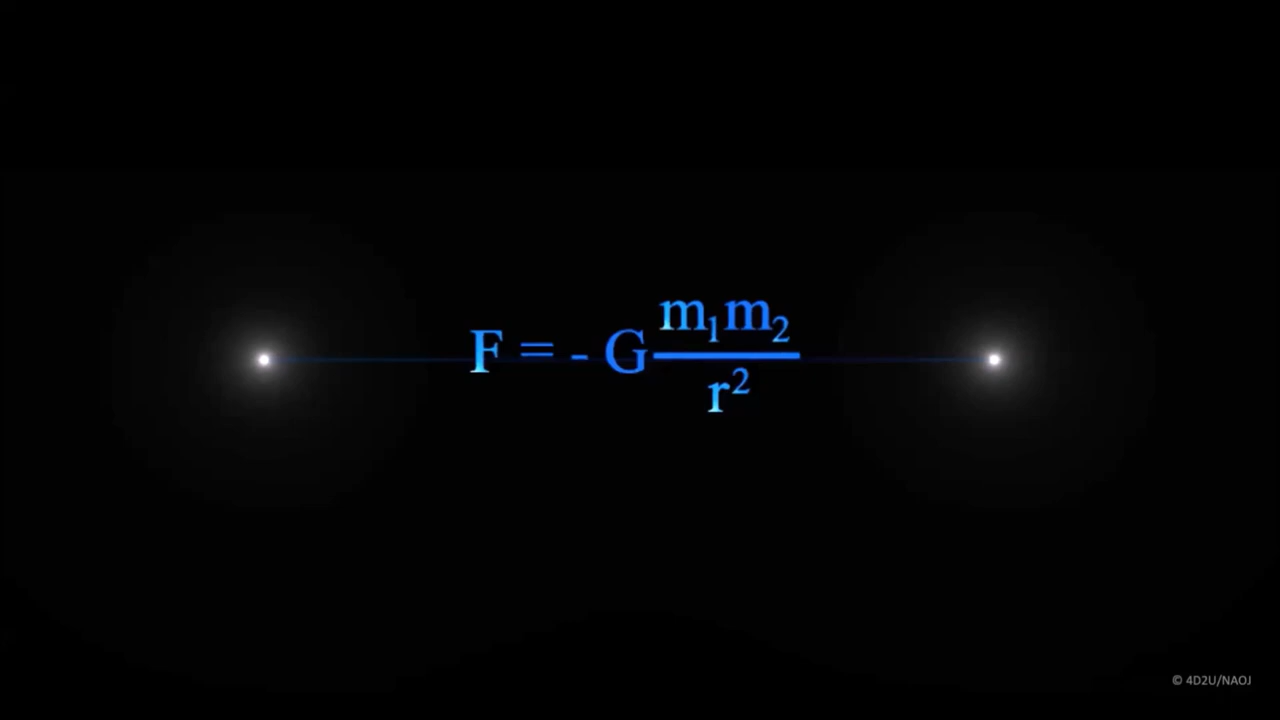 F = - G m₁m₂ / r²
© 4D2U/NAOJ